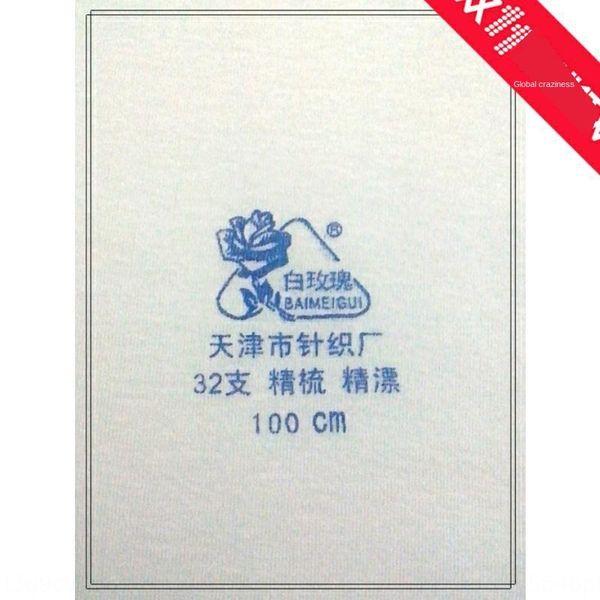 Global craziness
®
白玫瑰
BAIMEIGUI
天津市针织厂
32支 精梳 精漂
100 cm